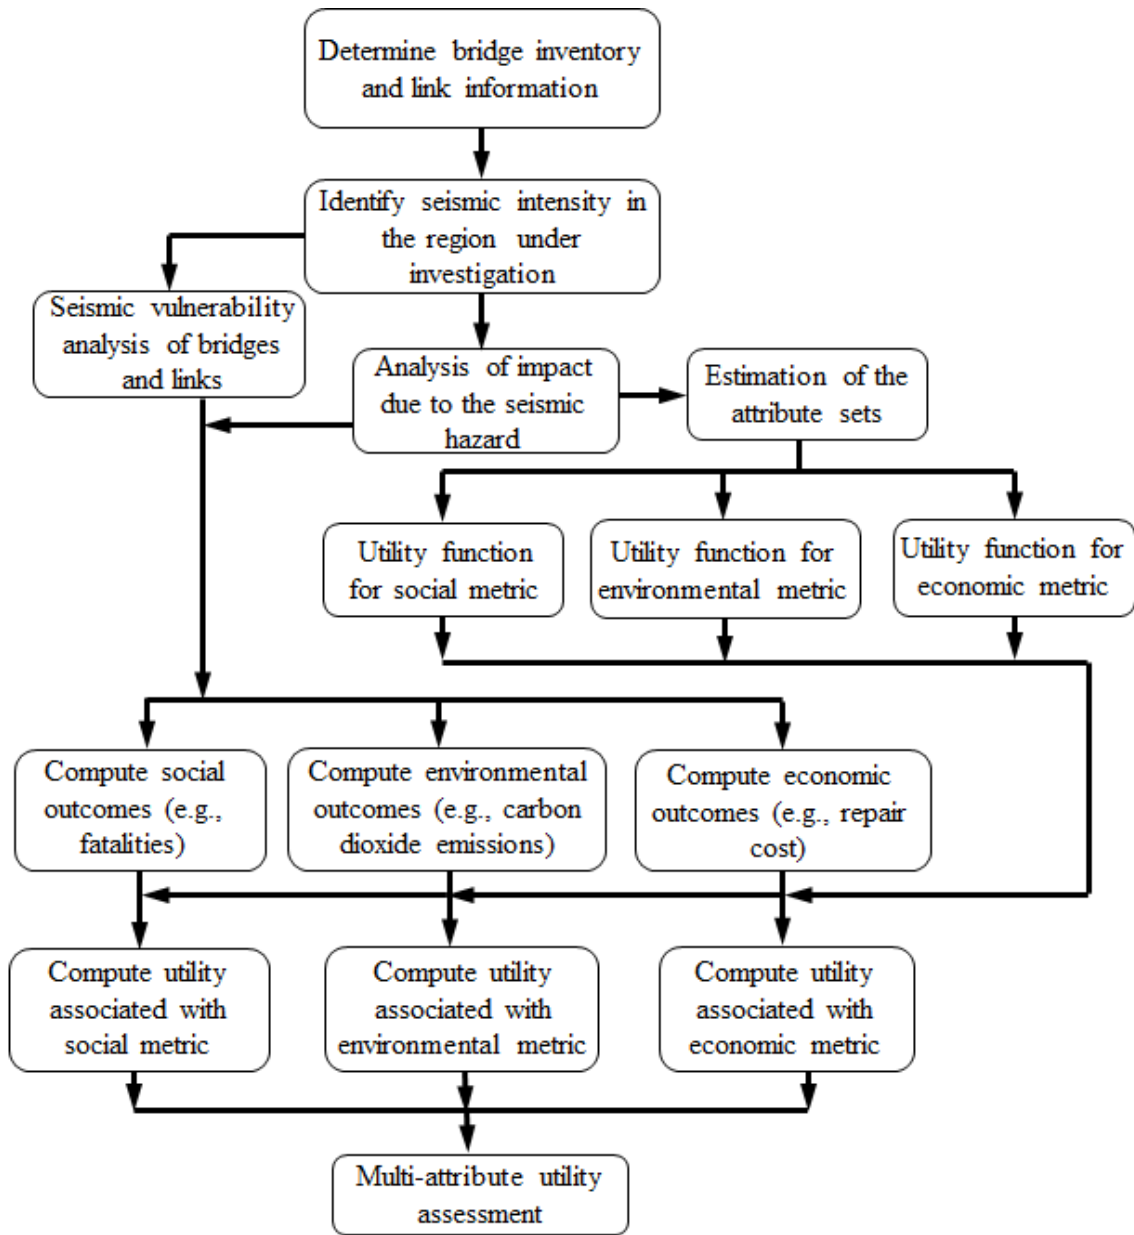 Determine bridge inventory
and link information
Identify seismic intensity in
the region under
investigation
Seismic vulnerability
analysis of bridges
and links
Analysis of impact
due to the seismic
hazard
Estimation of the
attribute sets
Utility function
for social metric
Utility function for
environmental metric
Utility function for
economic metric
Compute social
outcomes (e.g.,
fatalities)
Compute environmental
outcomes (e.g., carbon
dioxide emissions)
Compute economic
outcomes (e.g., repair
cost)
Compute utility
associated with
social metric
Compute utility
associated with
environmental metric
Compute utility
associated with
economic metric
Multi-attribute utility
assessment